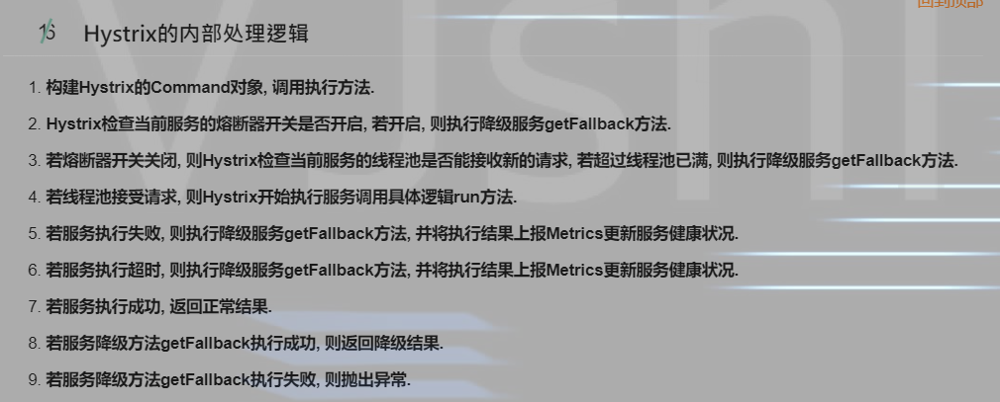 回到顶部
16 Hystrix的内部处理逻辑
1. 构建Hystrix的Command对象, 调用执行方法.
2. Hystrix检查当前服务的熔断器开关是否开启, 若开启, 则执行降级服务getFallback方法.
3. 若熔断器开关关闭, 则Hystrix检查当前服务的线程池是否能接收新的请求, 若超过线程池已满, 则执行降级服务getFallback方法.
4. 若线程池接受请求, 则Hystrix开始执行服务调用具体逻辑run方法.
5. 若服务执行失败, 则执行降级服务getFallback方法, 并将执行结果上报Metrics更新服务健康状况.
6. 若服务执行超时, 则执行降级服务getFallback方法, 并将执行结果上报Metrics更新服务健康状况.
7. 若服务执行成功, 返回正常结果.
8. 若服务降级方法getFallback执行成功, 则返回降级结果.
9. 若服务降级方法getFallback执行失败, 则抛出异常.